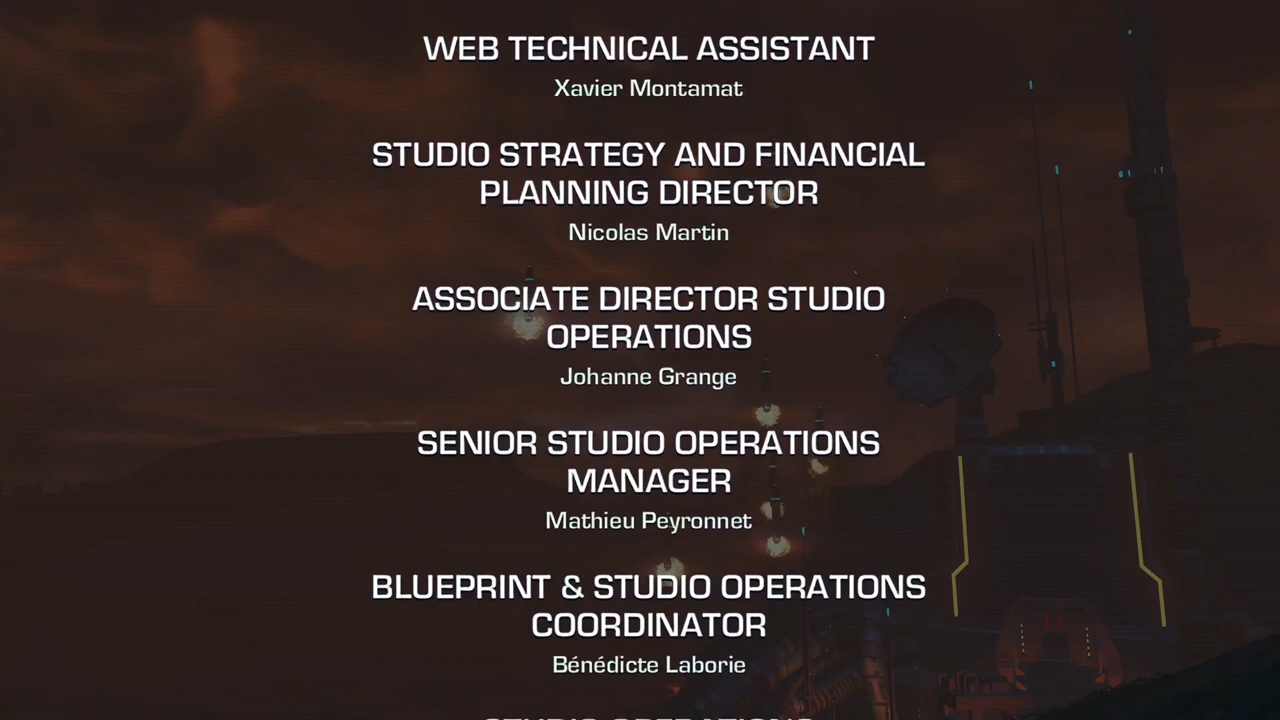 WEB TECHNICAL ASSISTANT
Xavier Montamat
STUDIO STRATEGY AND FINANCIAL
PLANNING DIRECTOR
Nicolas Martin
ASSOCIATE DIRECTOR STUDIO
OPERATIONS
Johanne Grange
SENIOR STUDIO OPERATIONS
MANAGER
Mathieu Peyronnet
BLUEPRINT & STUDIO OPERATIONS
COORDINATOR
Bénédicte Laborie